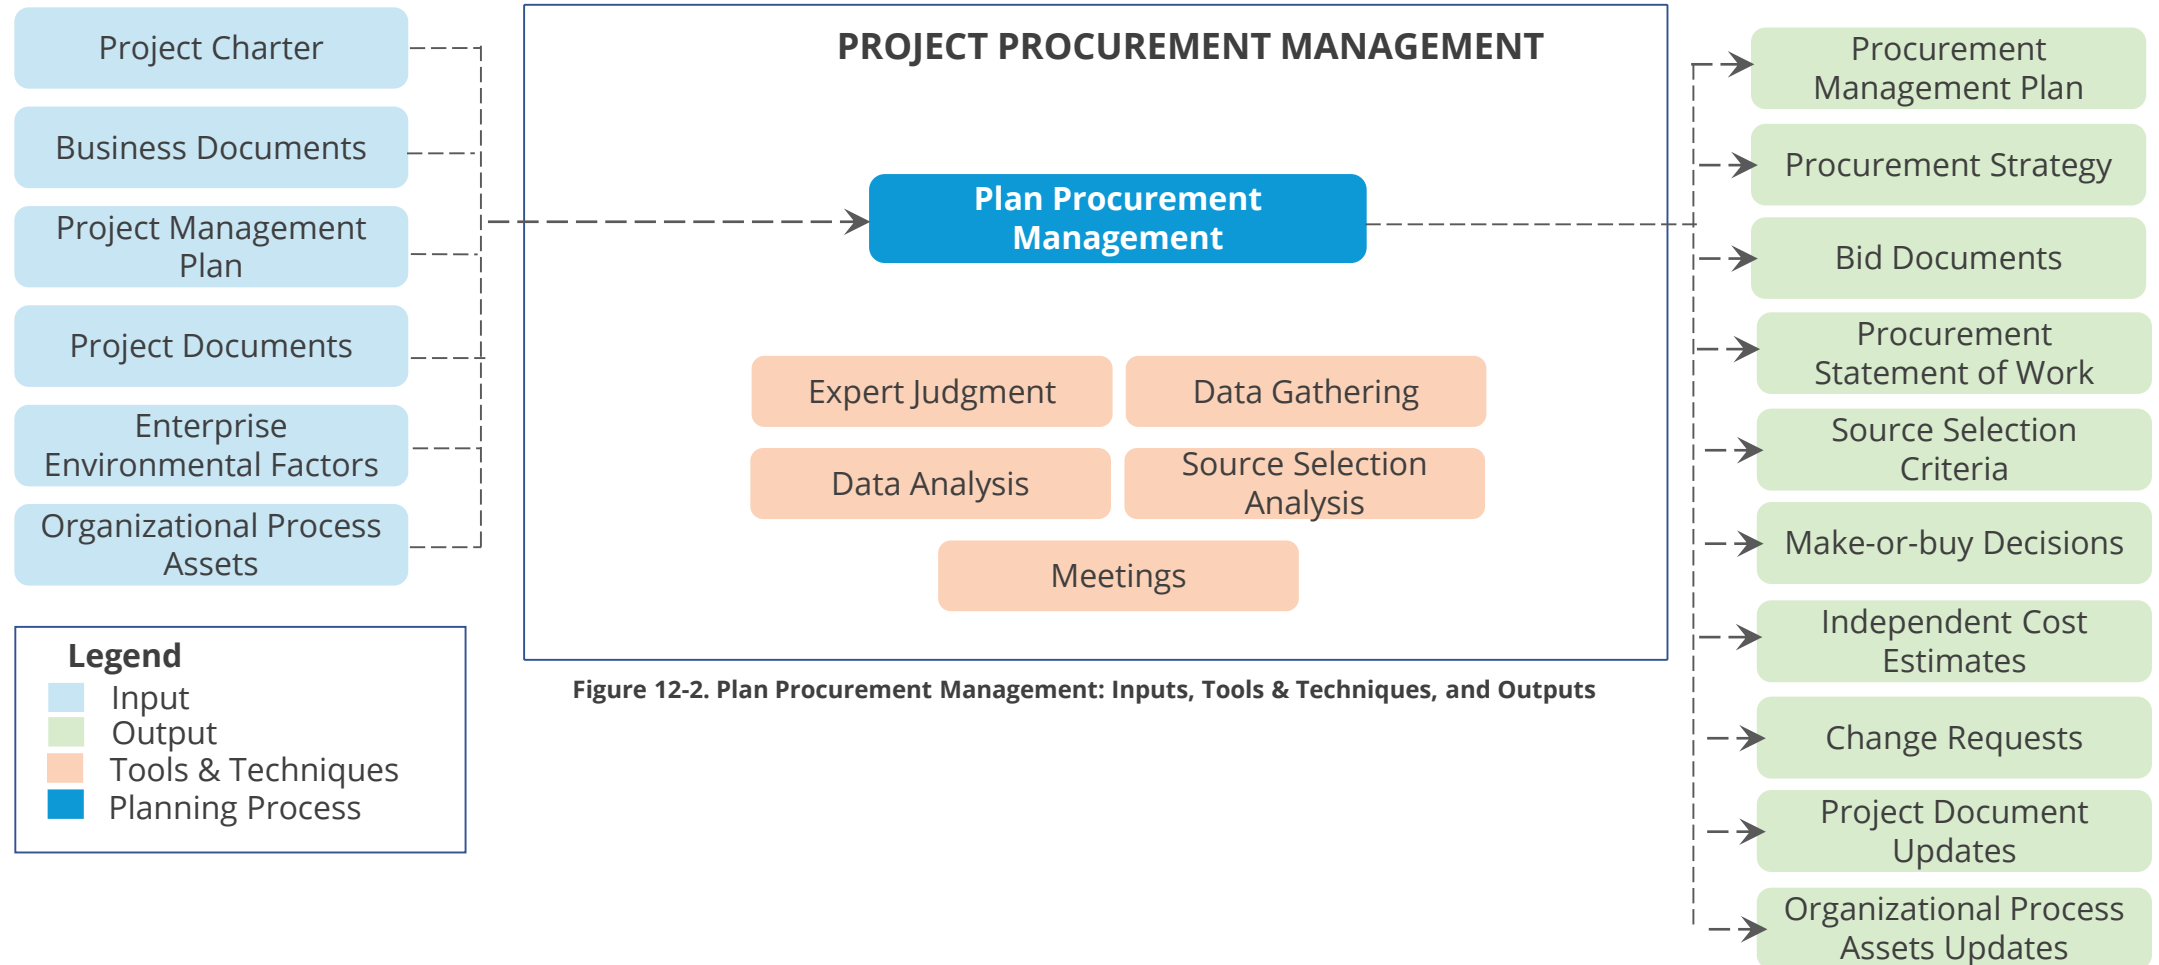 Project Charter
Business Documents
Project Management
Plan
Project Documents
Enterprise
Environmental Factors
Organizational Process
Assets
Legend
Input
Output
Tools & Techniques
Planning Process
PROJECT PROCUREMENT MANAGEMENT
Plan Procurement
Management
Expert Judgment
Data Gathering
Data Analysis
Source Selection
Analysis
Meetings
Figure 12-2. Plan Procurement Management: Inputs, Tools & Techniques, and Outputs
Procurement
Management Plan
Procurement Strategy
Bid Documents
Procurement
Statement of Work
Source Selection
Criteria
Make-or-buy Decisions
Independent Cost
Estimates
Change Requests
Project Document
Updates
Organizational Process
Assets Updates